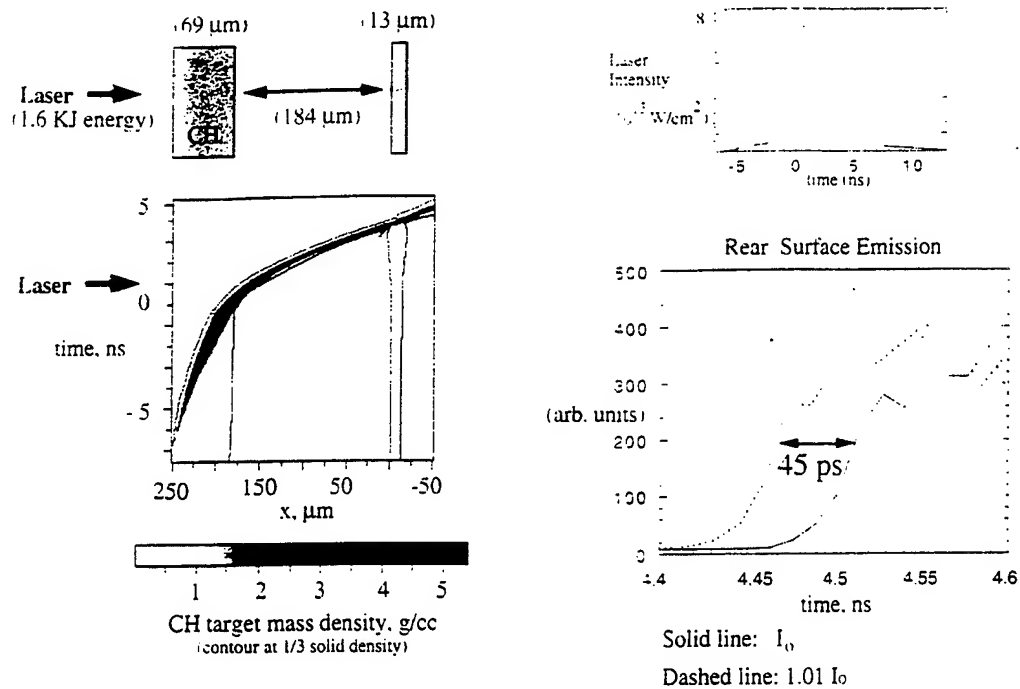 (69 μm)
(13 μm)
Laser
(1.6 KJ energy)
CH
(184 μm)
5
Laser
0
time, ns
- 5
250
150
50
-50
x, μm
1
2
3
4
5
CH target mass density, g/cc
(contour at 1/3 solid density)
8
Laser
Intensity
W/cm²)
-5
0
5
10
time (ns)
Rear Surface Emission
500
400
300
(arb. units)
200
45 ps
100
0
4.4
4.45
4.5
4.55
4.6
time, ns
Solid line: I₀
Dashed line: 1.01 I₀